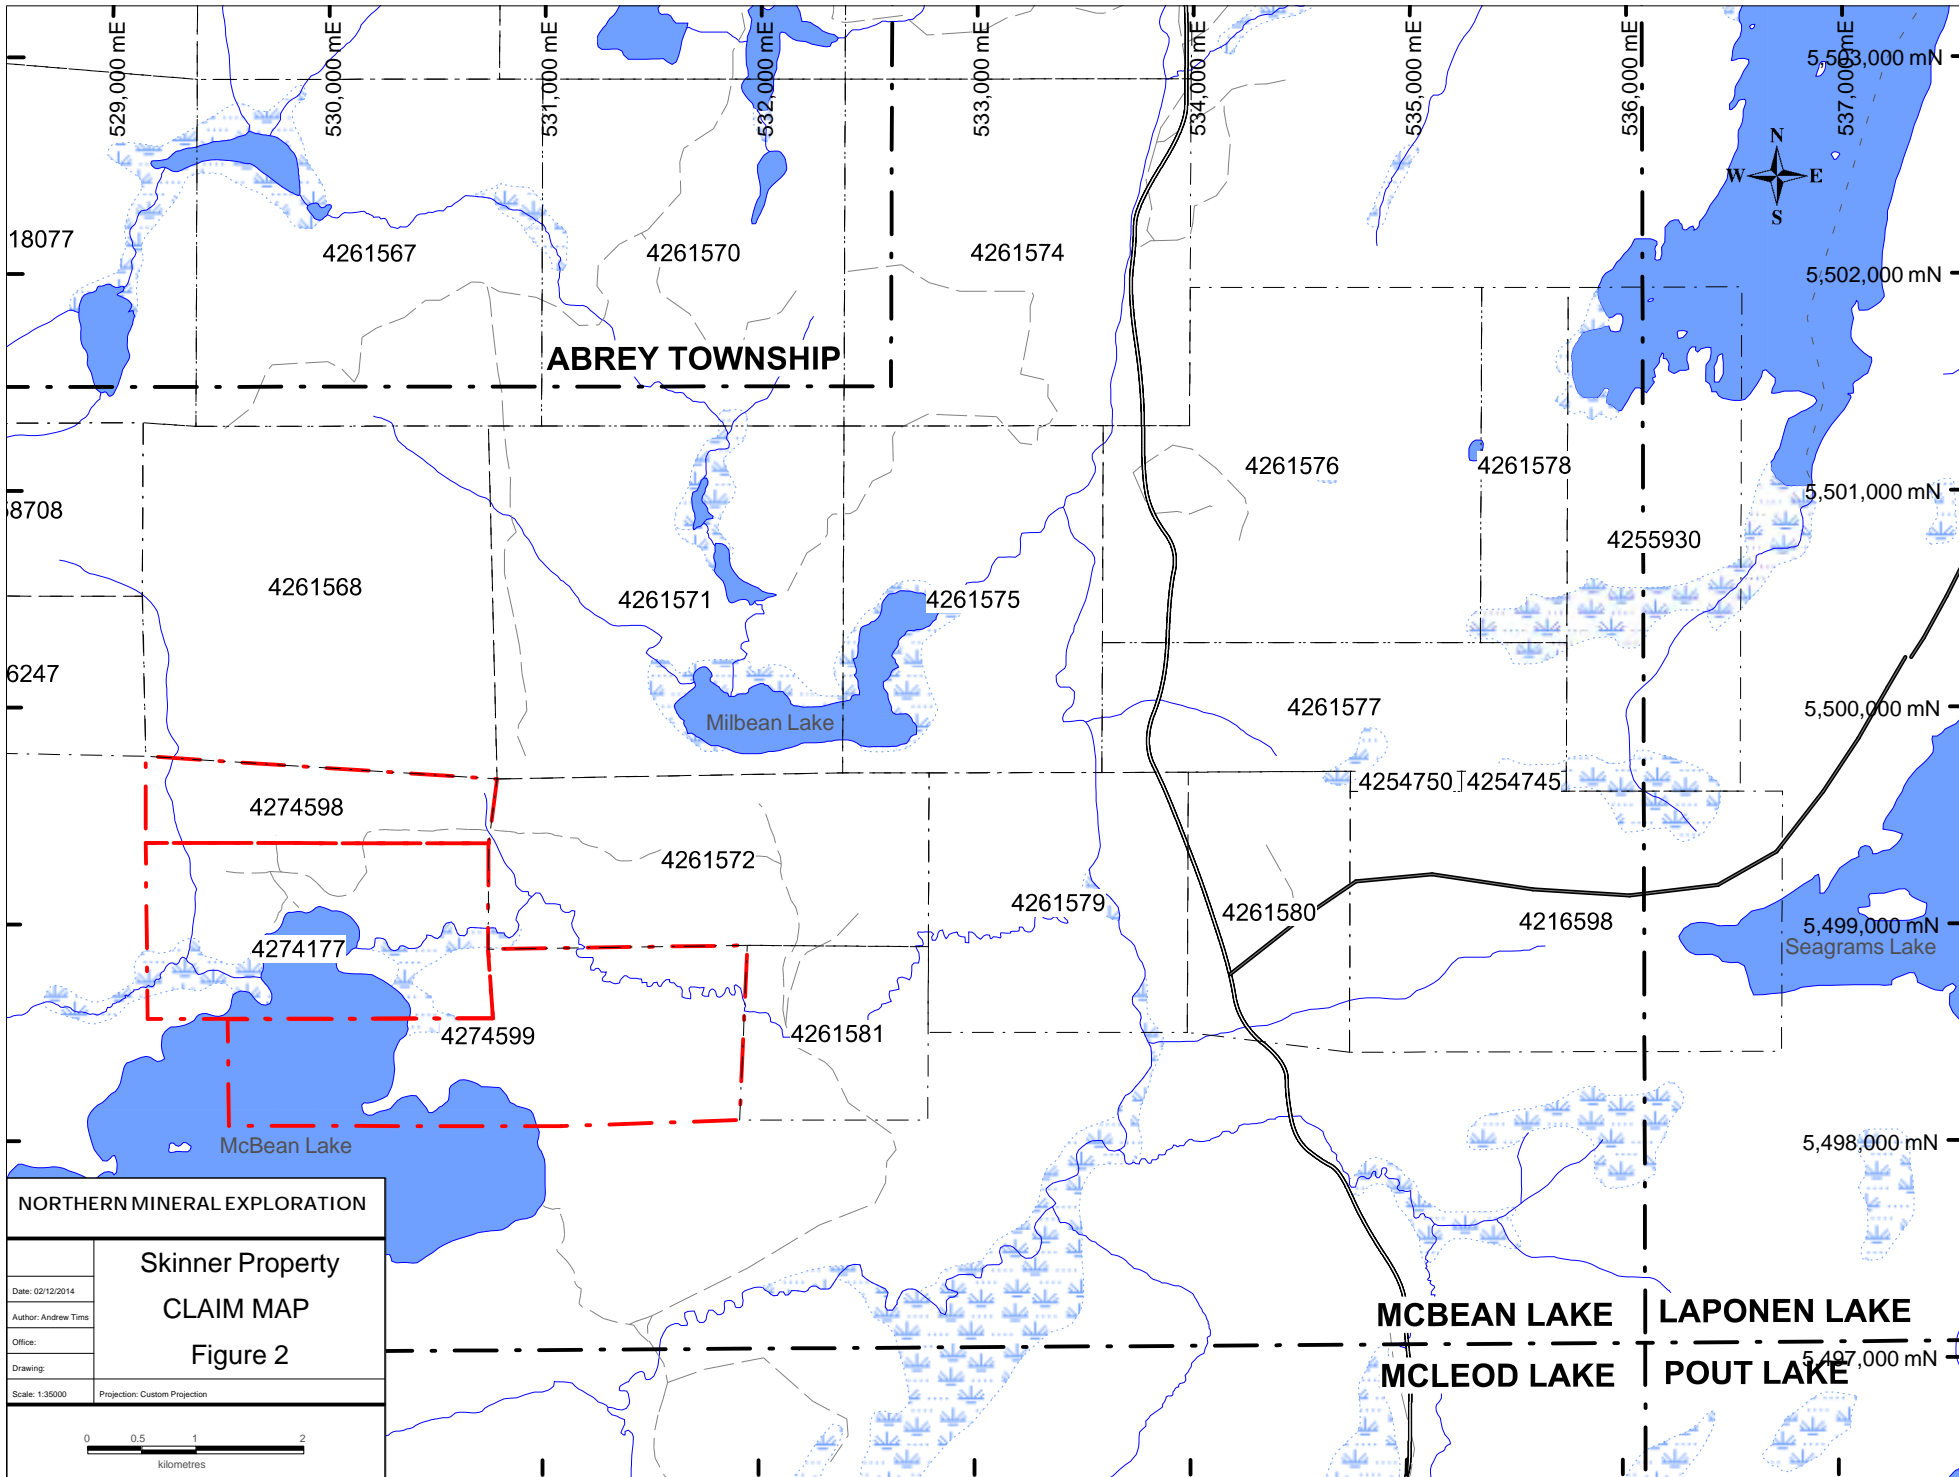 529,000 mE
530,000 mE
531,000 mE
532,000 mE
533,000 mE
534,000 mE
535,000 mE
536,000 mE
537,000 mE
5,503,000 mN
N
W E
S
18077
4261567
4261570
4261574
5,502,000 mN
ABREY TOWNSHIP
4261576
4261578
5,501,000 mN
8708
4255930
4261568
4261571
4261575
6247
4261577
5,500,000 mN
Milbean Lake
4254750
4254745
4274598
4261572
4261579
4261580
4216598
5,499,000 mN
Seagrams Lake
4274177
4274599
4261581
McBean Lake
5,498,000 mN
NORTHERN MINERAL EXPLORATION
Skinner Property
CLAIM MAP
Figure 2
Date: 02/12/2014
Author: Andrew Tims
Office:
Drawing:
Scale: 1:35000
Projection: Custom Projection
0 0.5 1 2
kilometres
MCBEAN LAKE
LAPONEN LAKE
5,497,000 mN
MCLEOD LAKE
POUT LAKE